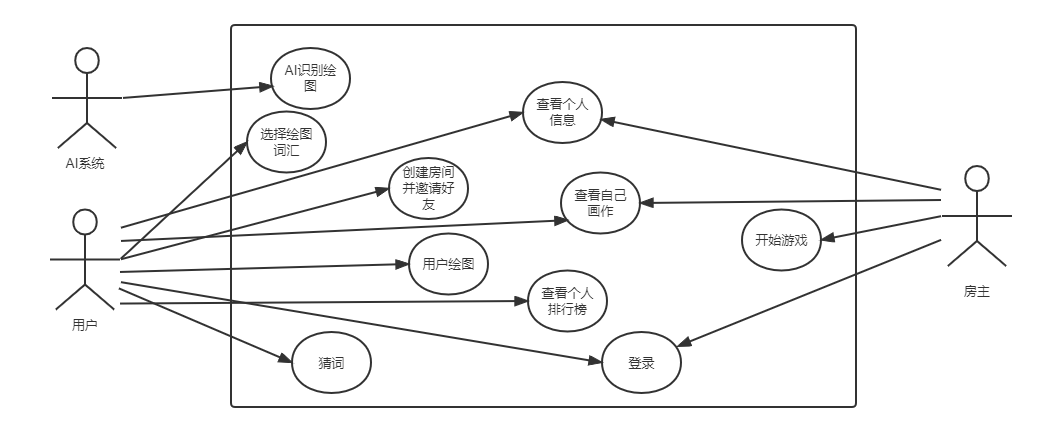 AI识别绘
图
查看个人
信息
选择绘图
词汇
AI系统
创建房间
并邀请好
友
查看自己
画作
开始游戏
用户绘图
查看个人
排行榜
房主
用户
猜词
登录